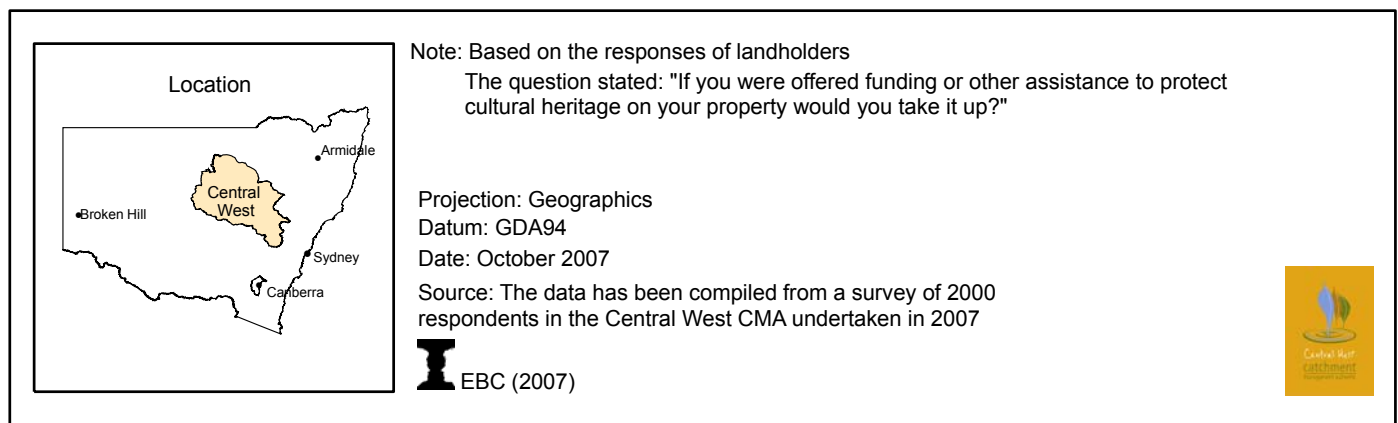 Location
Armidale
Central
West
Broken Hill
Sydney
Canberra
Note: Based on the responses of landholders
The question stated: "If you were offered funding or other assistance to protect
cultural heritage on your property would you take it up?"
Projection: Geographics
Datum: GDA94
Date: October 2007
Source: The data has been compiled from a survey of 2000
respondents in the Central West CMA undertaken in 2007
EBC (2007)
Central West
catchment